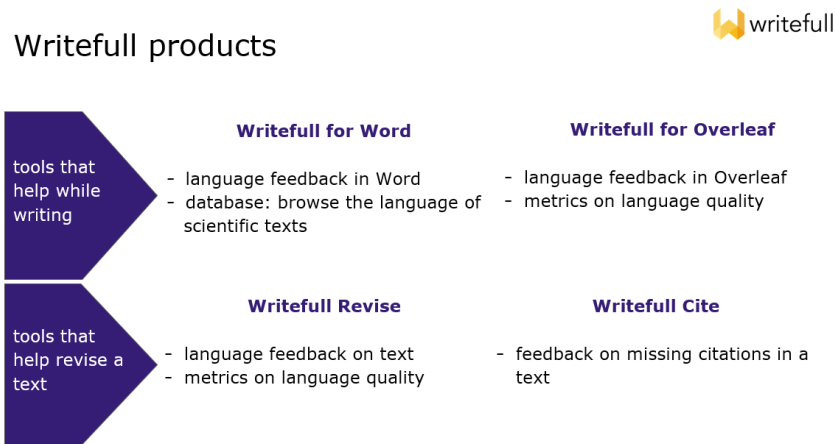 writefull
Writefull products
tools that
help while
writing
Writefull for Word
- language feedback in Word
- database: browse the language of
scientific texts
Writefull for Overleaf
- language feedback in Overleaf
- metrics on language quality
tools that
help revise a
text
Writefull Revise
- language feedback on text
- metrics on language quality
Writefull Cite
- feedback on missing citations in a
text